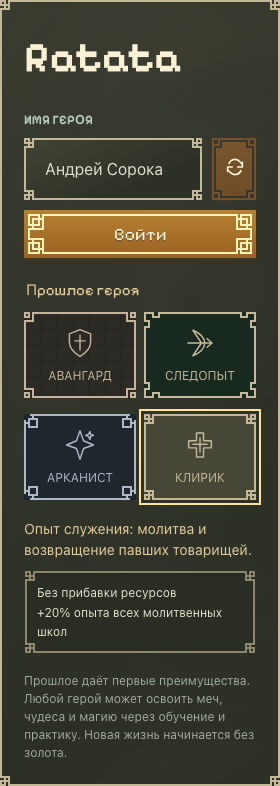 Ratata
ИМЯ ГЕРОЯ
Андрей Сорока
Войти
Прошлое героя
АВАНГАРД
СЛЕДОПЫТ
АРКАНИСТ
КЛИРИК
Опыт служения: молитва и
возвращение павших товарищей.
Без прибавки ресурсов
+20% опыта всех молитвенных
школ
Прошлое даёт первые преимущества.
Любой герой может освоить меч,
чудеса и магию через обучение и
практику. Новая жизнь начинается без
золота.